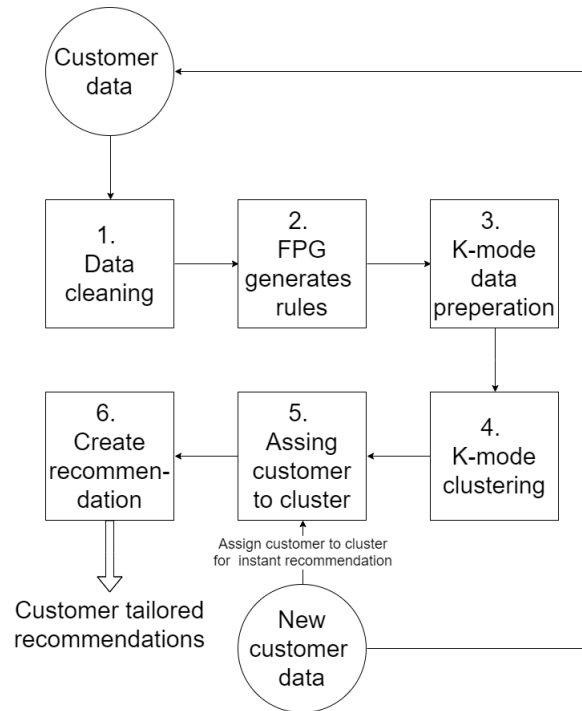 Customer
data
1.
Data
cleaning
2.
FPG
generates
rules
3.
K-mode
data
preperation
6.
Create
recommen-
dation
5.
Assing
customer
to cluster
4.
K-mode
clustering
Assign customer to cluster
for instant recommendation
Customer tailored
recommendations
New
customer
data